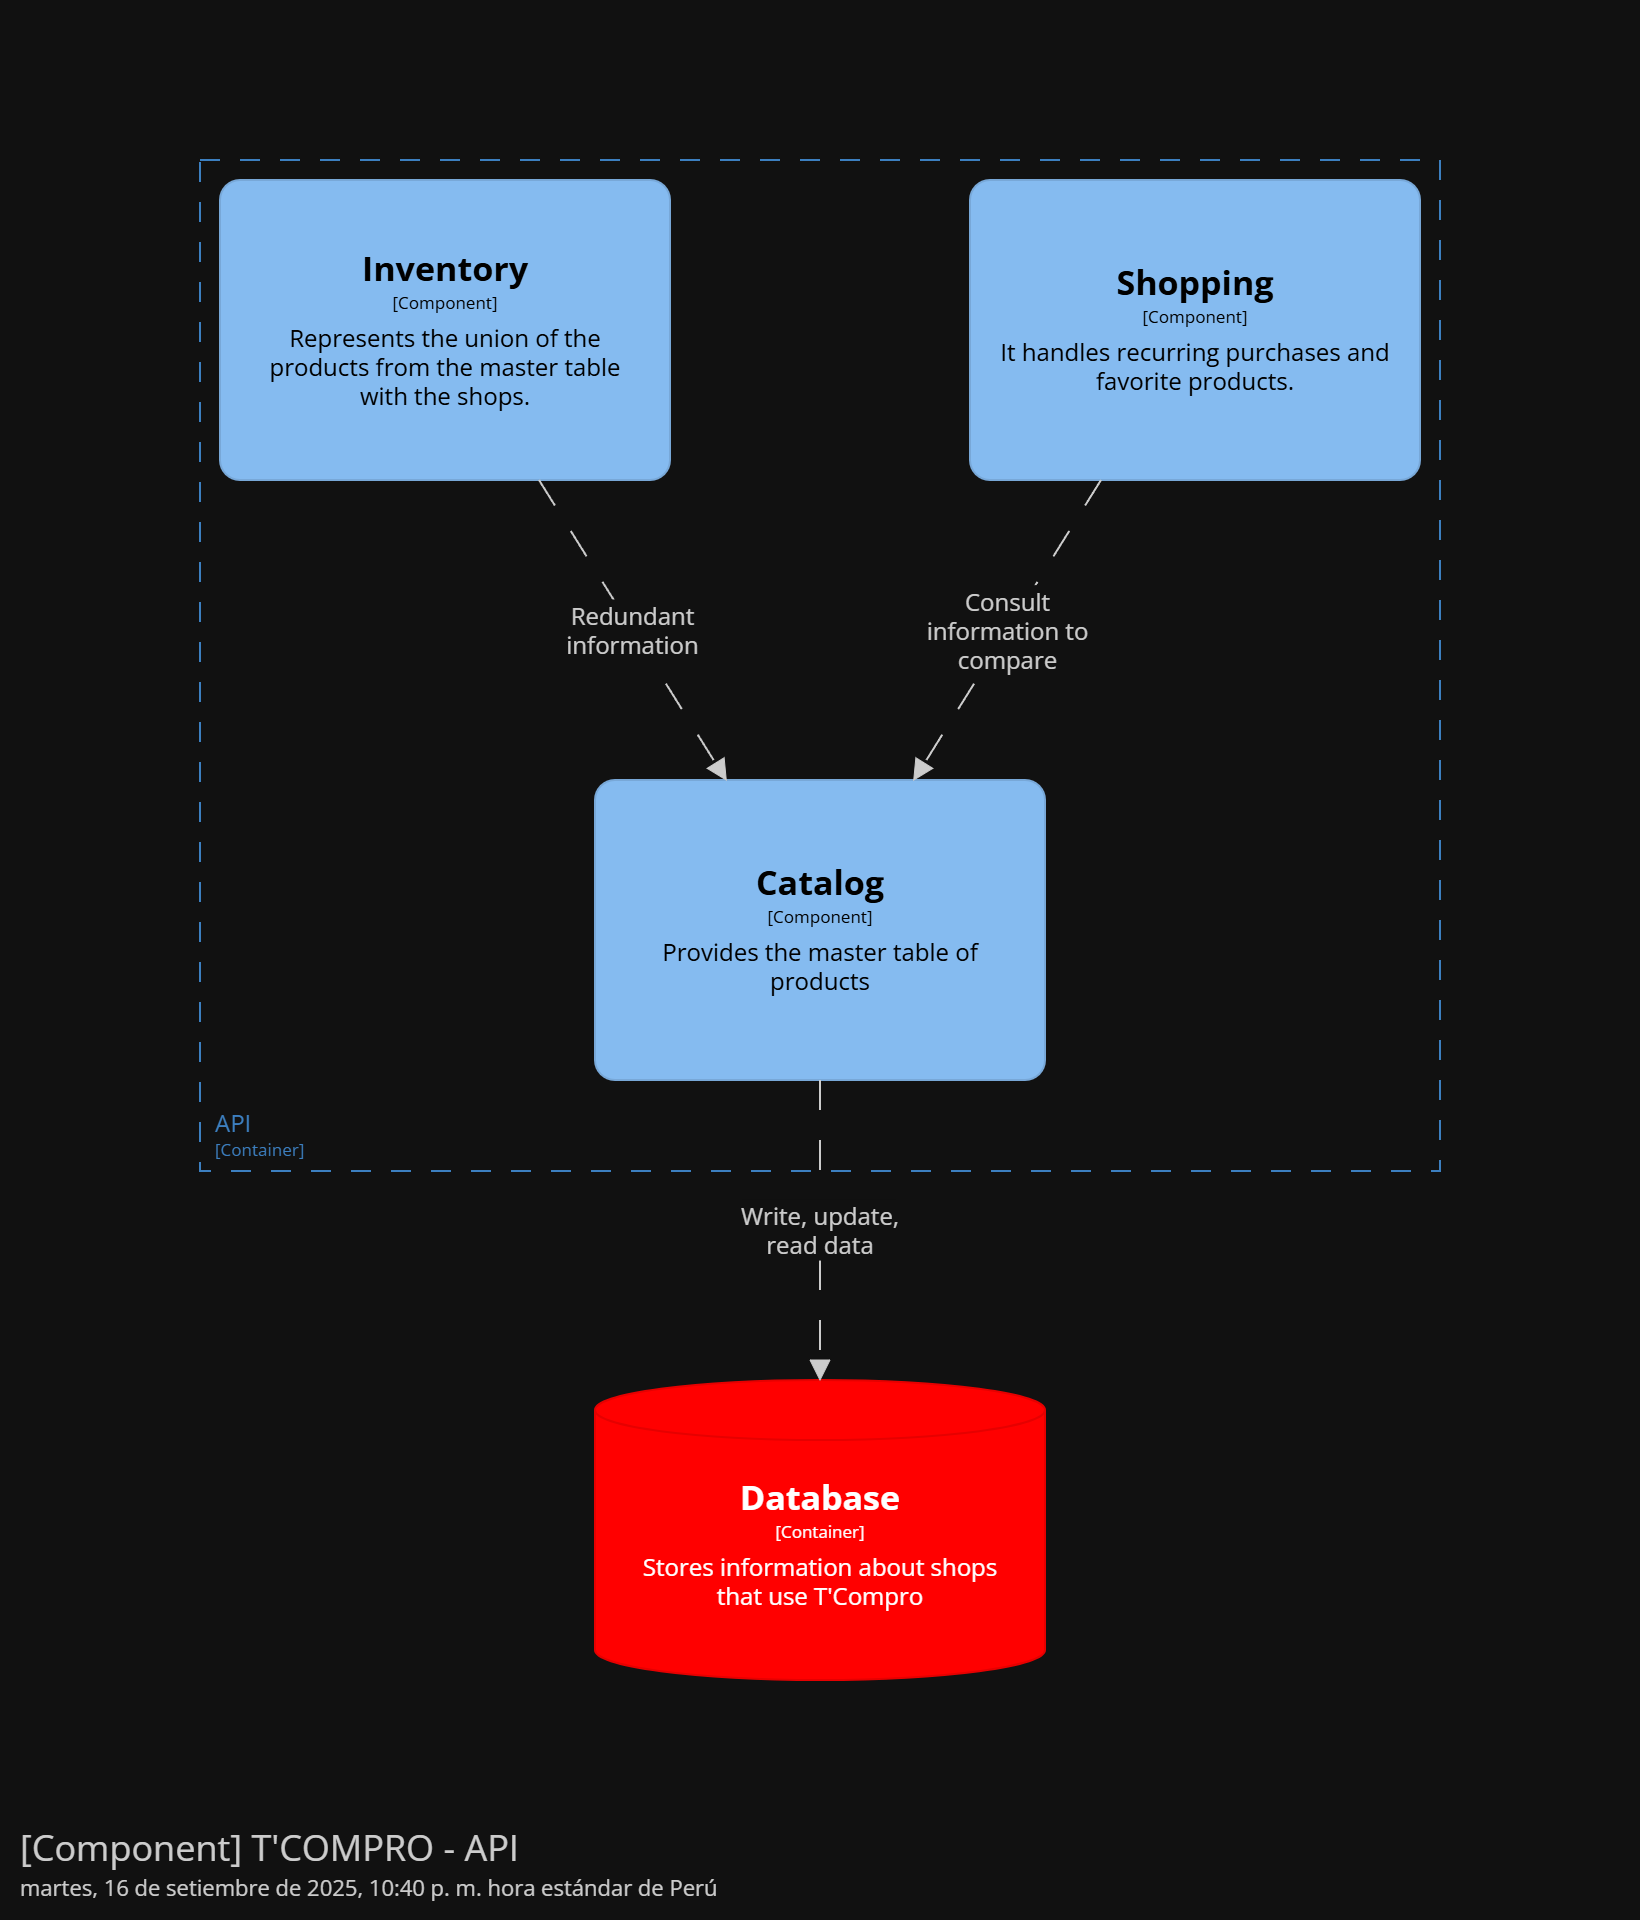 Inventory
[Component]
Represents the union of the
products from the master table
with the shops.
Shopping
[Component]
It handles recurring purchases and
favorite products.
Redundant
information
Consult
information to
compare
Catalog
[Component]
Provides the master table of
products
API
[Container]
Write, update,
read data
Database
[Container]
Stores information about shops
that use T'Compro
[Component] T'COMPRO - API
martes, 16 de setiembre de 2025, 10:40 p. m. hora estándar de Perú